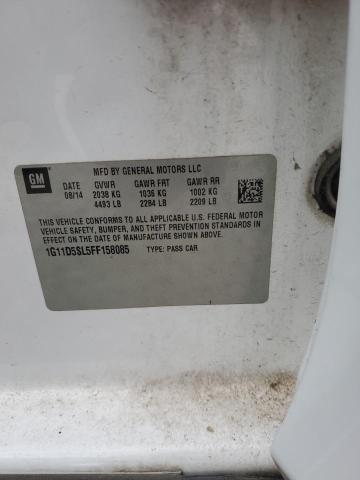 MFD BY GENERAL MOTORS LLC
GM
DATE GVWR GAWR FRT GAWR RR
08/14 2038 KG 1036 KG 1002 KG
4493 LB 2284 LB 2209 LB
THIS VEHICLE CONFORMS TO ALL APPLICABLE U.S. FEDERAL MOTOR
VEHICLE SAFETY, BUMPER, AND THEFT PREVENTION STANDARDS IN
EFFECT ON THE DATE OF MANUFACTURE SHOWN ABOVE.
1G11D5SL5FF158085 TYPE: PASS CAR